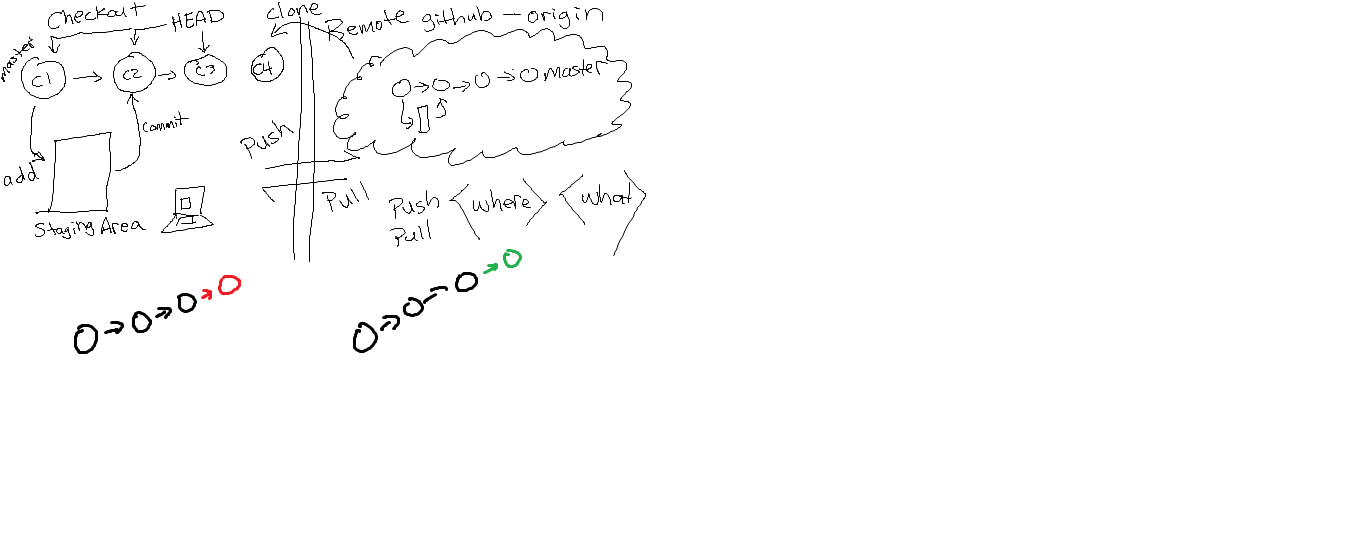 Checkout
HEAD
clone
Remote github - origin
master
C1
C2
C3
C4
master
commit
add
Push
Staging Area
Pull
Push <where> <what>
Pull